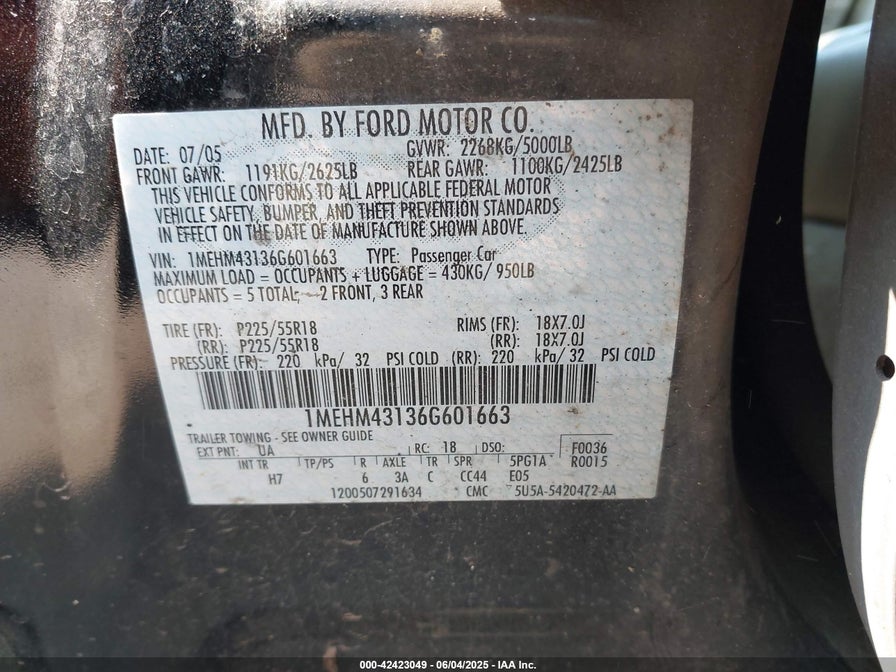 MFD. BY FORD MOTOR CO.
DATE: 07/05 GVWR: 2268KG/5000LB
FRONT GAWR: 1191KG/2625LB REAR GAWR: 1100KG/2425LB
THIS VEHICLE CONFORMS TO ALL APPLICABLE FEDERAL MOTOR
VEHICLE SAFETY, BUMPER, AND THEFT PREVENTION STANDARDS
IN EFFECT ON THE DATE OF MANUFACTURE SHOWN ABOVE.
VIN: 1MEHM43136G601663 TYPE: Passenger Car
MAXIMUM LOAD = OCCUPANTS + LUGGAGE = 430KG/ 950LB
OCCUPANTS = 5 TOTAL, 2 FRONT, 3 REAR
TIRE (FR): P225/55R18 RIMS (FR): 18X7.0J
(RR): P225/55R18 (RR): 18X7.0J
PRESSURE (FR): 220 kPa/ 32 PSI COLD (RR): 220 kPa/ 32 PSI COLD
1MEHM43136G601663
TRAILER TOWING - SEE OWNER GUIDE
EXT PNT: UA RC: 18 DSO: F0036
INT TR TP/PS R AXLE TR SPR 5PG1A R0015
H7 6 3A C CC44 E05
1200507291634 CMC 5U5A-5420472-AA
000-42423049 - 06/04/2025 - IAA Inc.